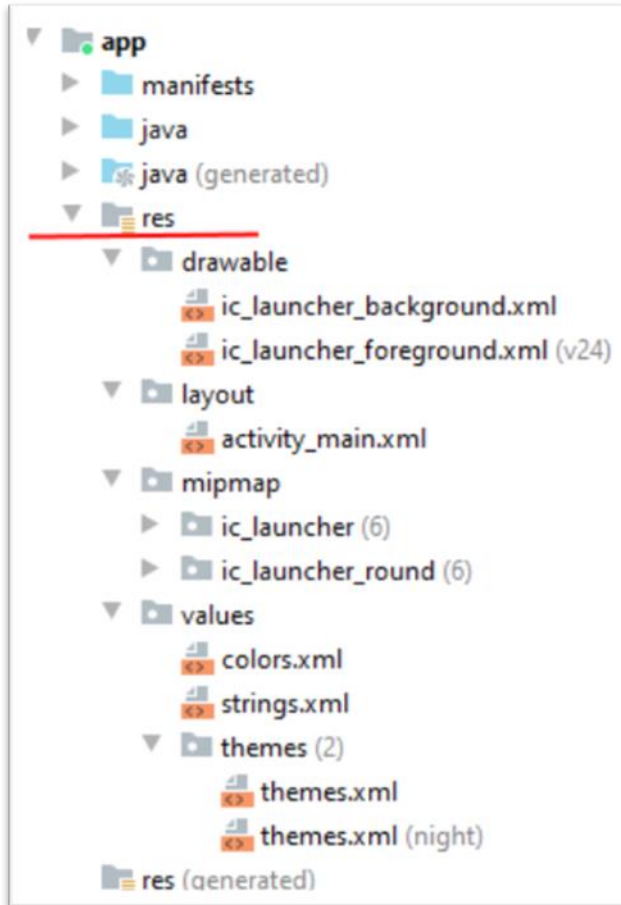 app
manifests
java
java (generated)
res
drawable
ic_launcher_background.xml
ic_launcher_foreground.xml (v24)
layout
activity_main.xml
mipmap
ic_launcher (6)
ic_launcher_round (6)
values
colors.xml
strings.xml
themes (2)
themes.xml
themes.xml (night)
res (generated)